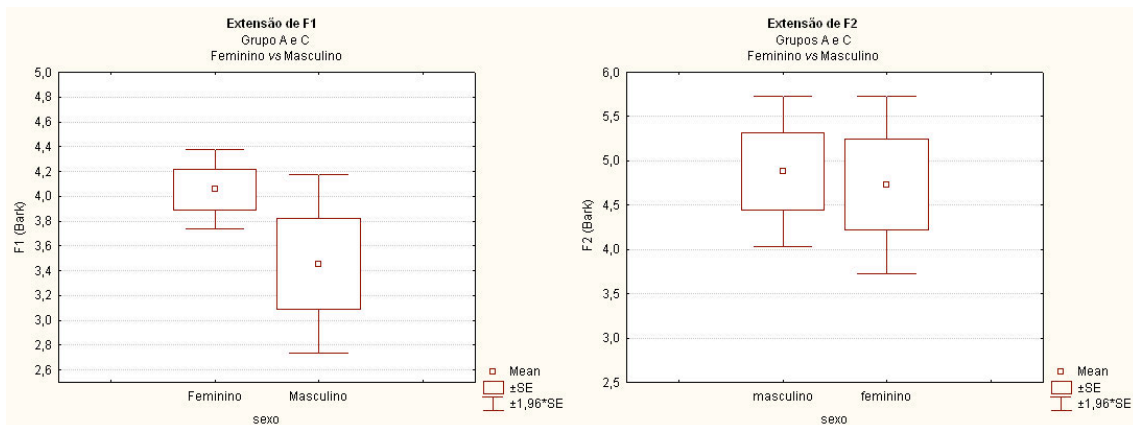 Extensão de F1
Grupo A e C
Feminino vs Masculino
5,0
4,8
4,6
4,4
4,2
4,0
3,8
3,6
3,4
3,2
3,0
2,8
2,6
F1 (Bark)
Feminino
Masculino
sexo
Mean
±SE
±1,96*SE
Extensão de F2
Grupos A e C
Feminino vs Masculino
6,0
5,5
5,0
4,5
4,0
3,5
3,0
2,5
F2 (Bark)
masculino
feminino
sexo
Mean
±SE
±1,96*SE